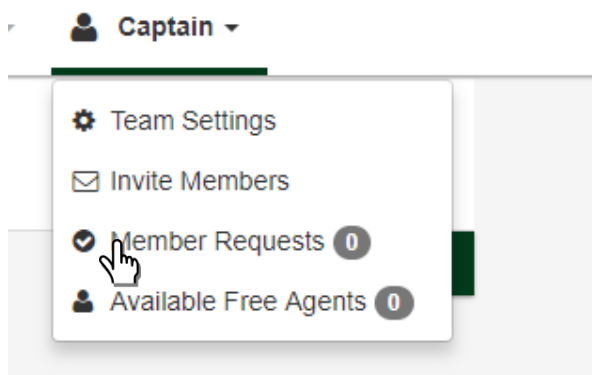 Captain
Team Settings
Invite Members
Member Requests 0
Available Free Agents 0